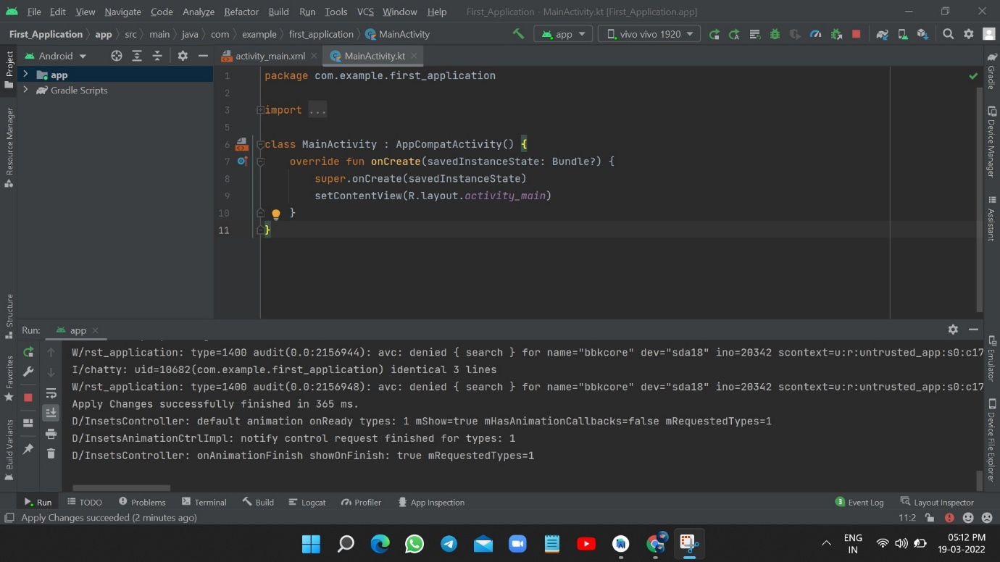 File Edit View Navigate Code Analyze Refactor Build Run Tools VCS Window Help First_Application - MainActivity.kt [First_Application.app]
First_Application app src main java com example first_application MainActivity app vivo vivo 1920
Project
Resource Manager
Structure
Favorites
Build Variants
Android
app
Gradle Scripts
activity_main.xml MainActivity.kt
1 package com.example.first_application
2
3 import ...
5
6 class MainActivity : AppCompatActivity() {
7 override fun onCreate(savedInstanceState: Bundle?) {
8 super.onCreate(savedInstanceState)
9 setContentView(R.layout.activity_main)
10 }
11 }
Gradle
Device Manager
Assistant
Emulator
Device File Explorer
Run: app
W/rst_application: type=1400 audit(0.0:2156944): avc: denied { search } for name="bbkcore" dev="sda18" ino=20342 scontext=u:r:untrusted_app:s0:c17
I/chatty: uid=10682(com.example.first_application) identical 3 lines
W/rst_application: type=1400 audit(0.0:2156948): avc: denied { search } for name="bbkcore" dev="sda18" ino=20342 scontext=u:r:untrusted_app:s0:c17
Apply Changes successfully finished in 365 ms.
D/InsetsController: default animation onReady types: 1 mShow=true mHasAnimationCallbacks=false mRequestedTypes=1
D/InsetsAnimationCtrlImpl: notify control request finished for types: 1
D/InsetsController: onAnimationFinish showOnFinish: true mRequestedTypes=1
Run TODO Problems Terminal Build Logcat Profiler App Inspection 3 Event Log Layout Inspector
Apply Changes succeeded (2 minutes ago) 11:2
ENG 05:12 PM
IN 19-03-2022